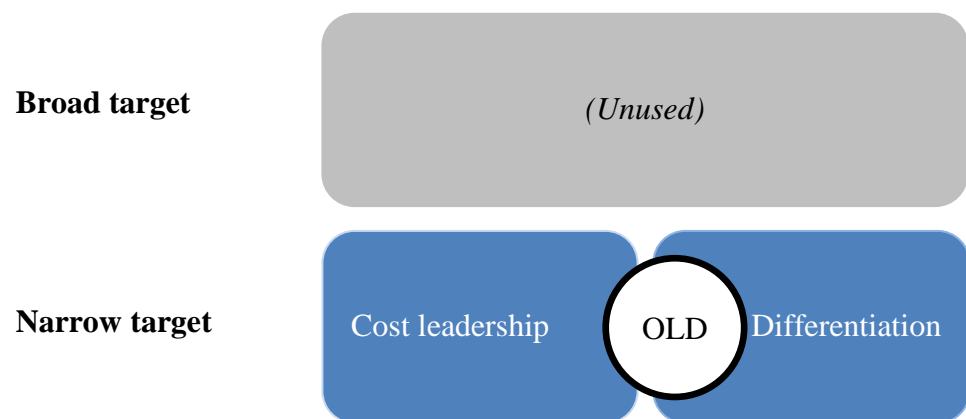 Broad target
(Unused)
Narrow target
Cost leadership
OLD
Differentiation